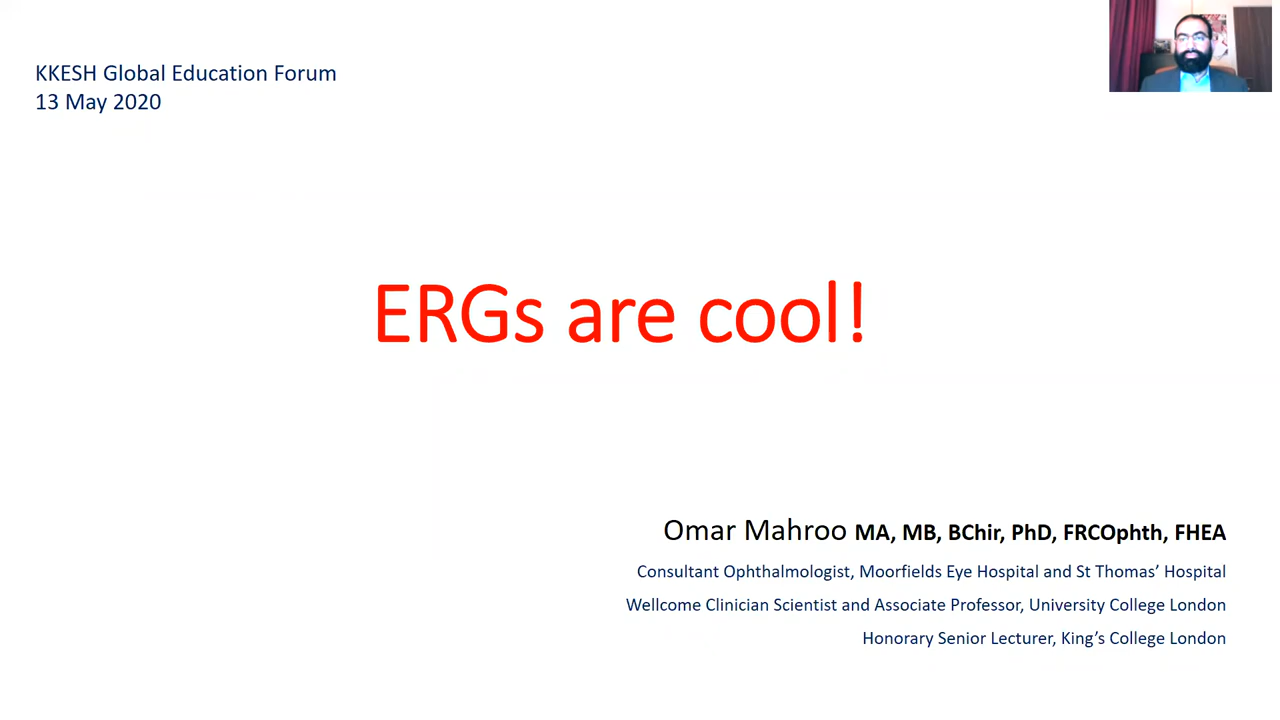 KKESH Global Education Forum
13 May 2020
ERGs are cool!
Omar Mahroo MA, MB, BChir, PhD, FRCOphth, FHEA
Consultant Ophthalmologist, Moorfields Eye Hospital and St Thomas’ Hospital
Wellcome Clinician Scientist and Associate Professor, University College London
Honorary Senior Lecturer, King’s College London